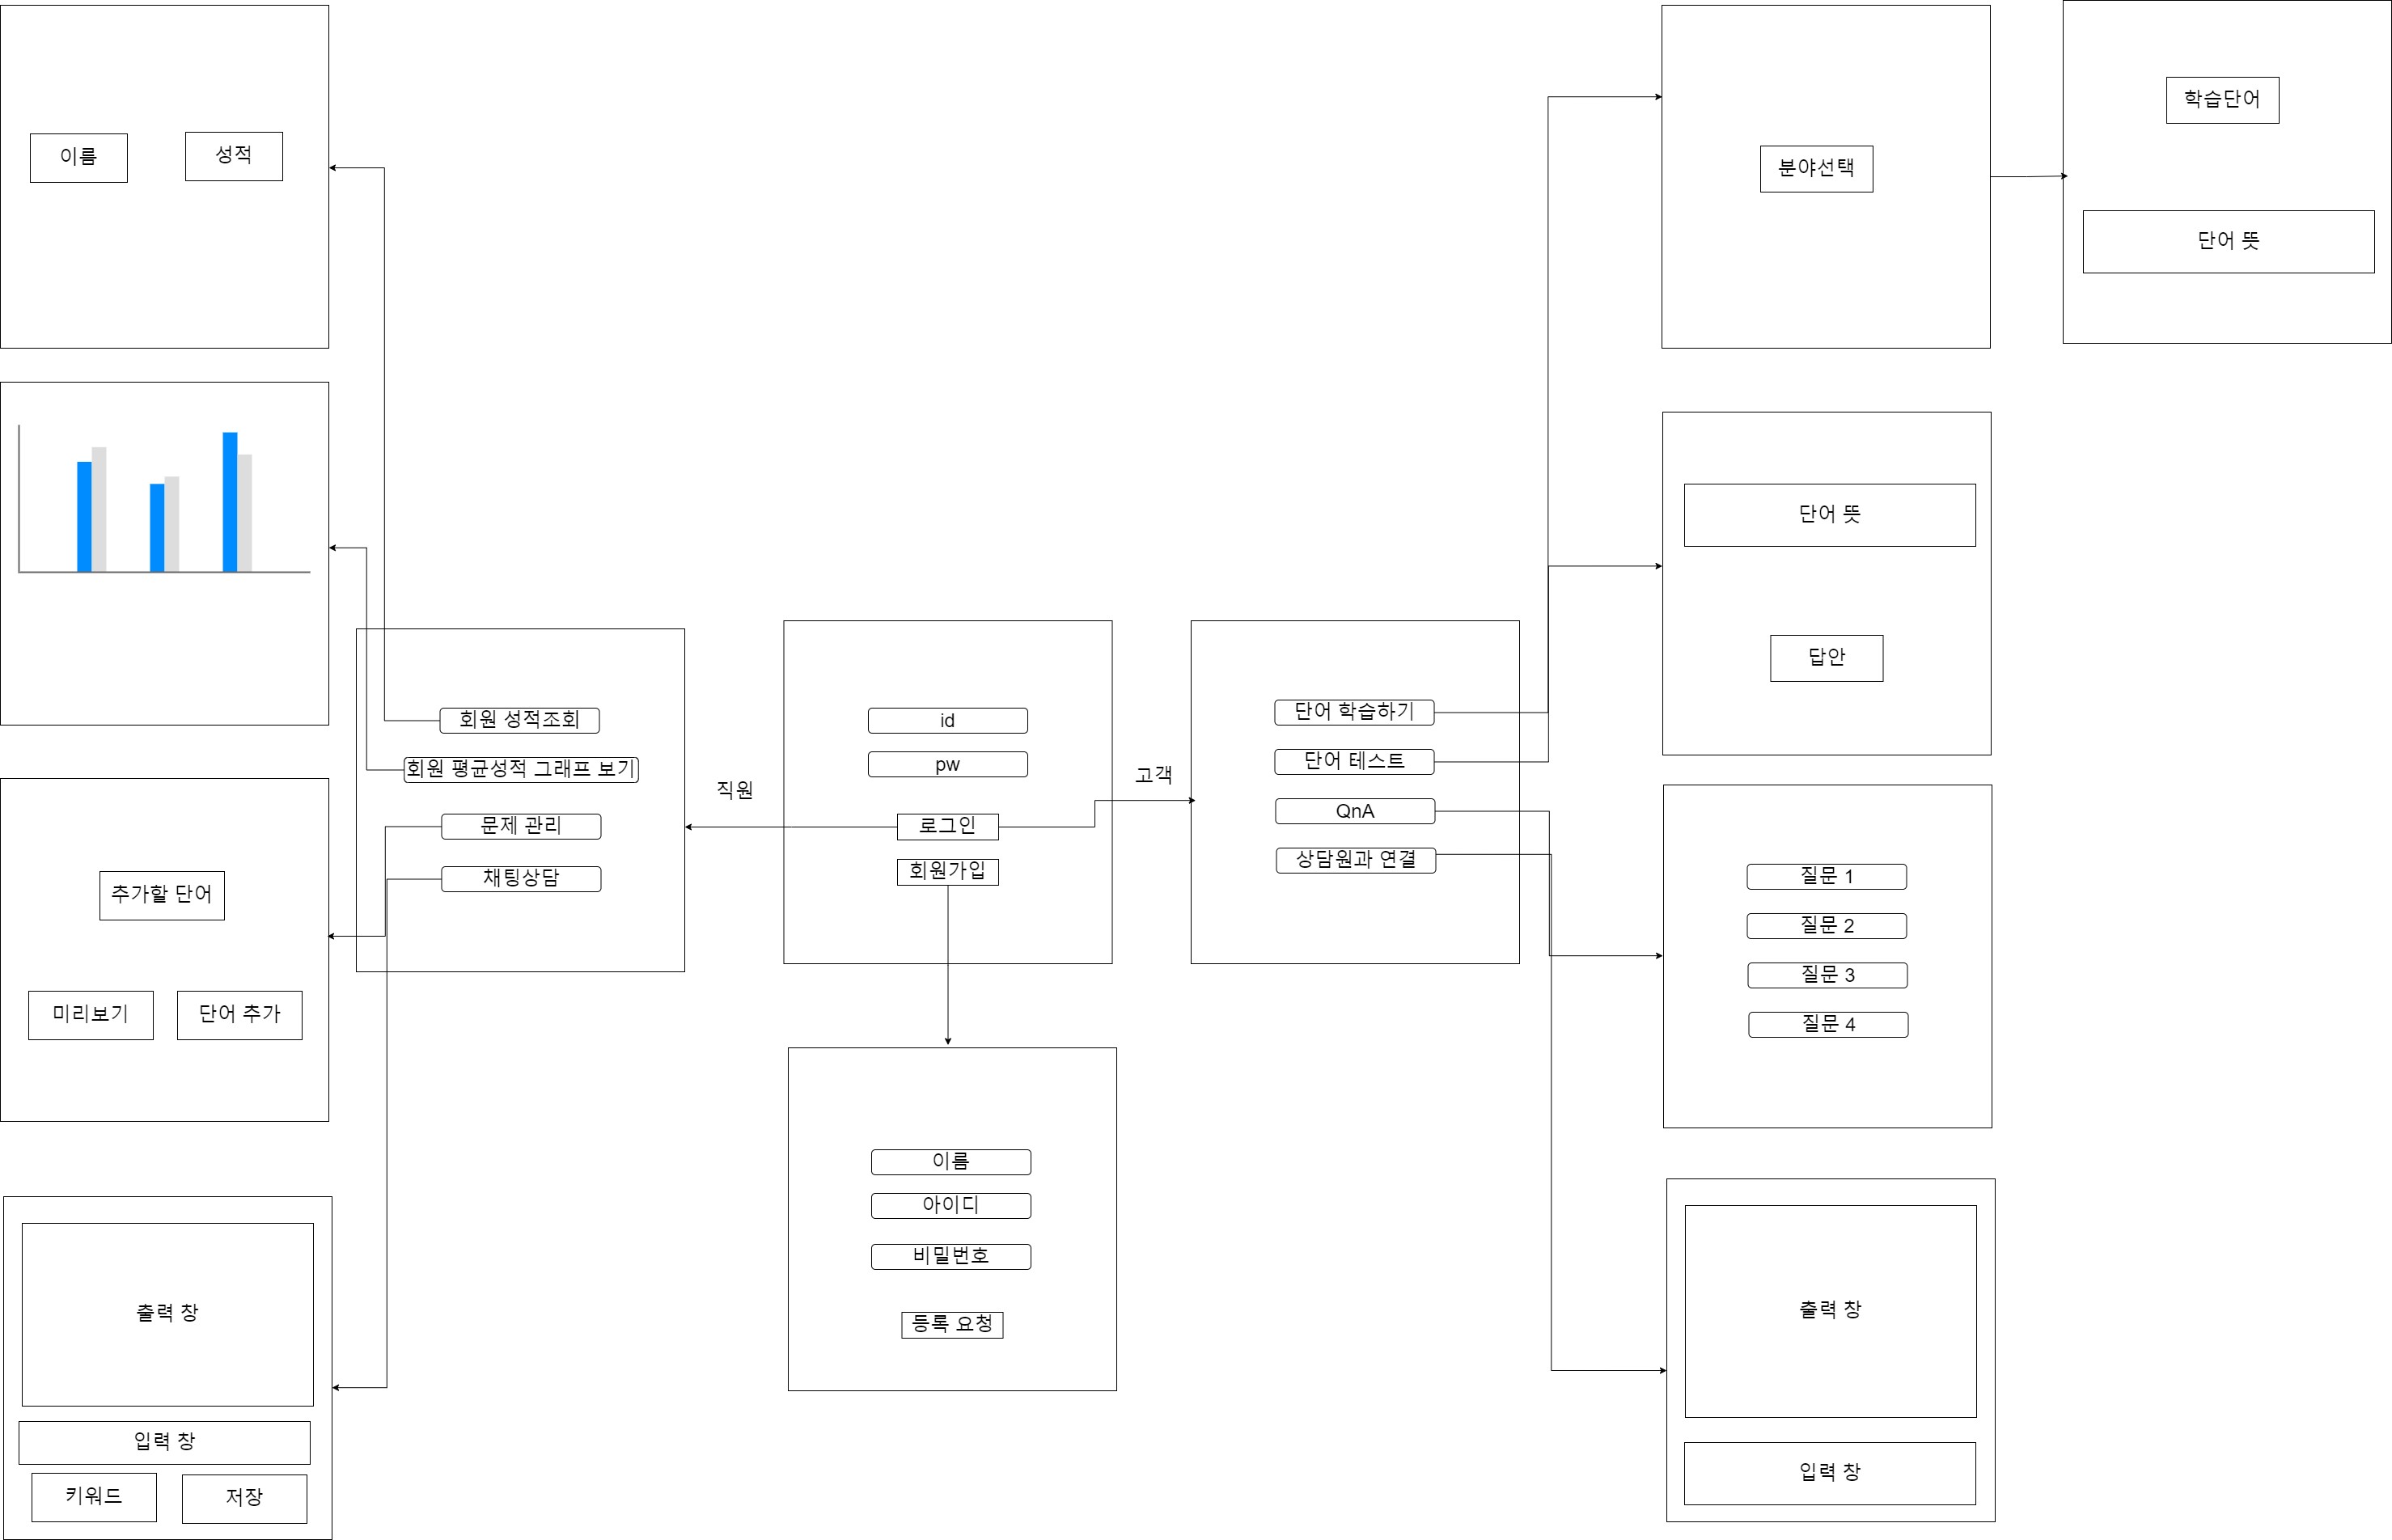 이름
성적
회원 성적조회
회원 평균성적 그래프 보기
문제 관리
채팅상담
추가할 단어
미리보기
단어 추가
출력 창
입력 창
키워드
저장
직원
id
pw
로그인
회원가입
고객
이름
아이디
비밀번호
등록 요청
단어 학습하기
단어 테스트
QnA
상담원과 연결
분야선택
학습단어
단어 뜻
단어 뜻
답안
질문 1
질문 2
질문 3
질문 4
출력 창
입력 창